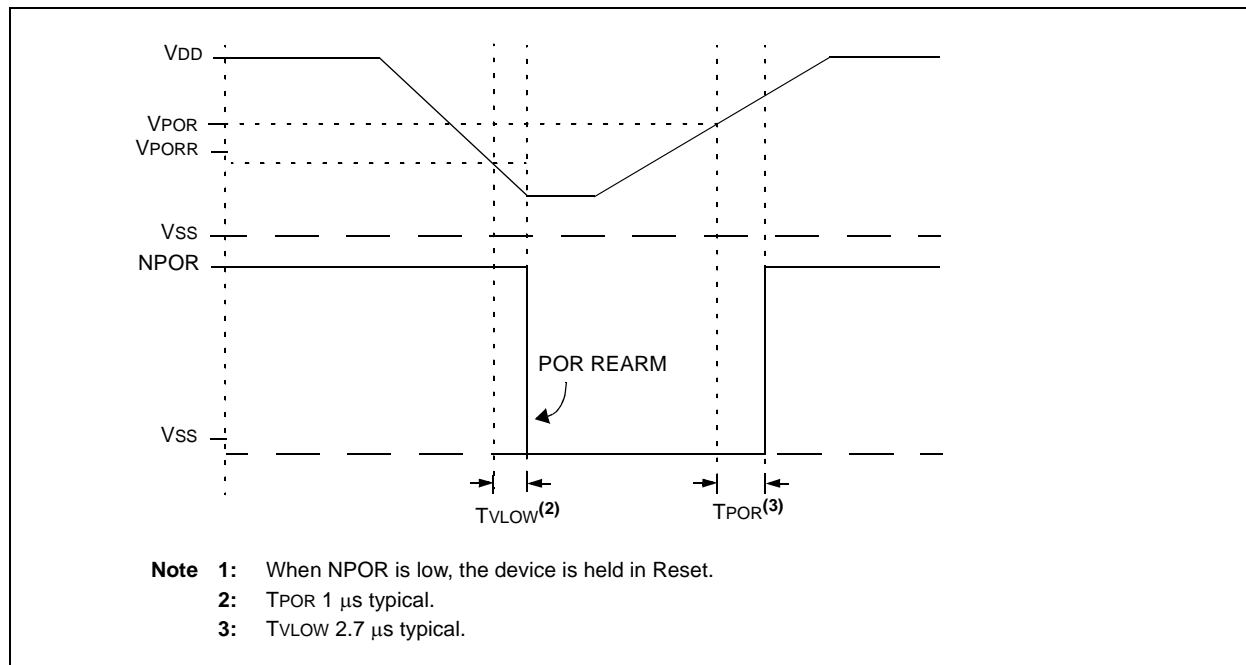 VDD
VPOR
VPORR
VSS
NPOR
POR REARM
VSS
TVLOW(2)
TPOR(3)
Note 1: When NPOR is low, the device is held in Reset.
2: TPOR 1 μs typical.
3: TVLOW 2.7 μs typical.